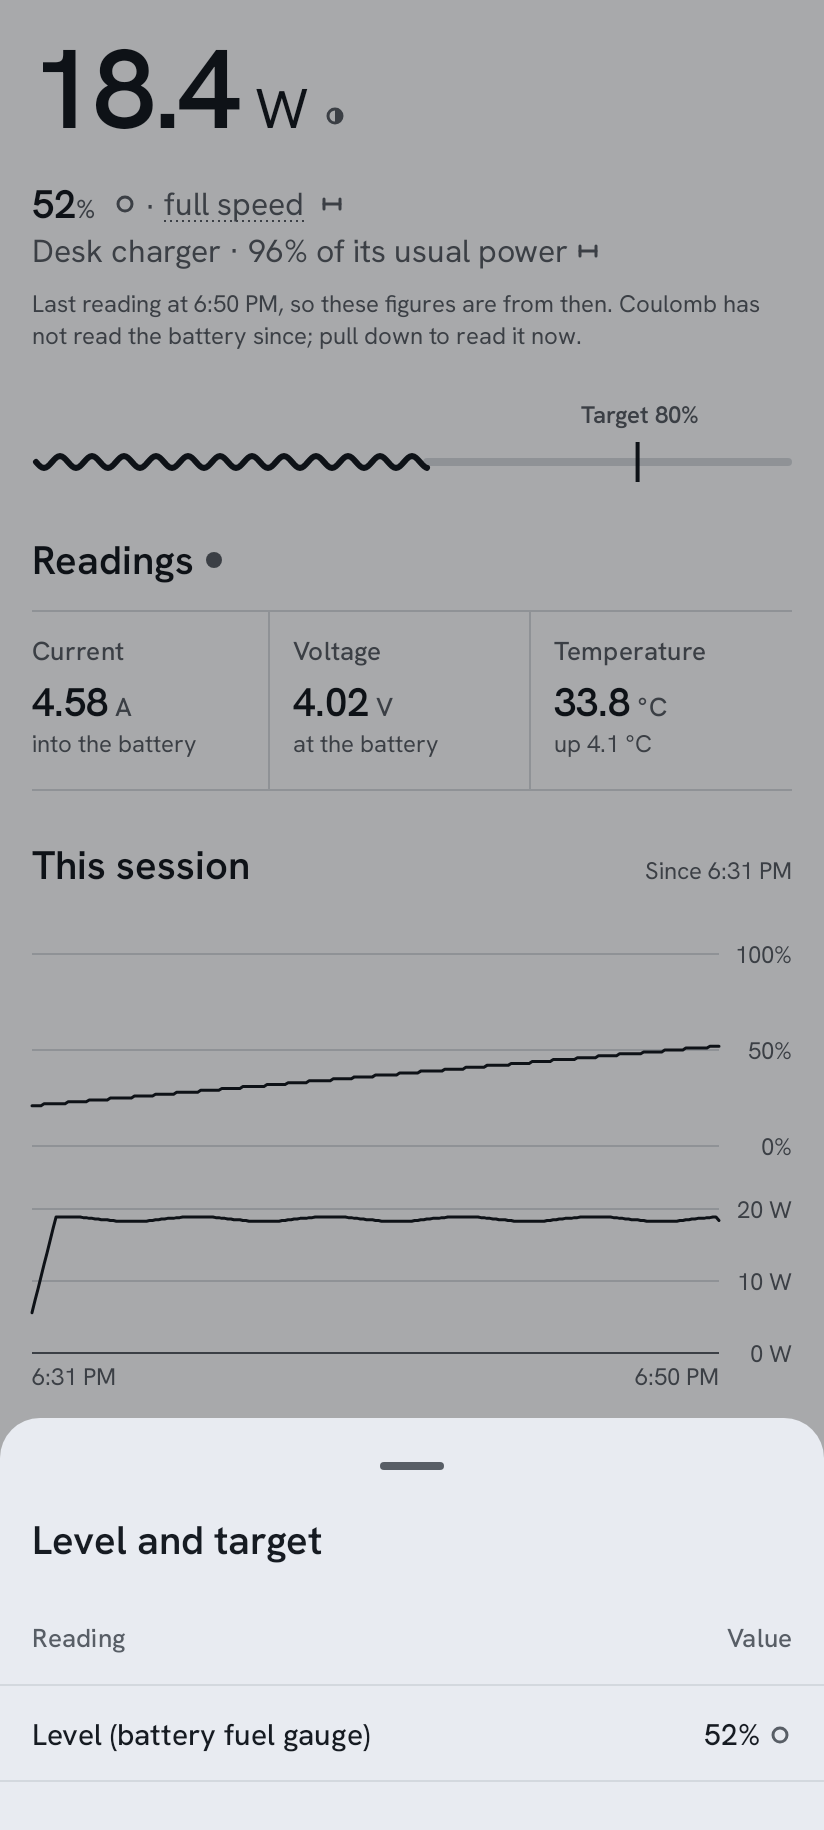 18.4 W
52% · full speed
Desk charger · 96% of its usual power
Last reading at 6:50 PM, so these figures are from then. Coulomb has
not read the battery since; pull down to read it now.
Target 80%
Readings
Current Voltage Temperature
4.58 A 4.02 V 33.8 °C
into the battery at the battery up 4.1 °C
This session Since 6:31 PM
100%
50%
0%
20 W
10 W
0 W
6:31 PM 6:50 PM
Level and target
Reading Value
Level (battery fuel gauge) 52%